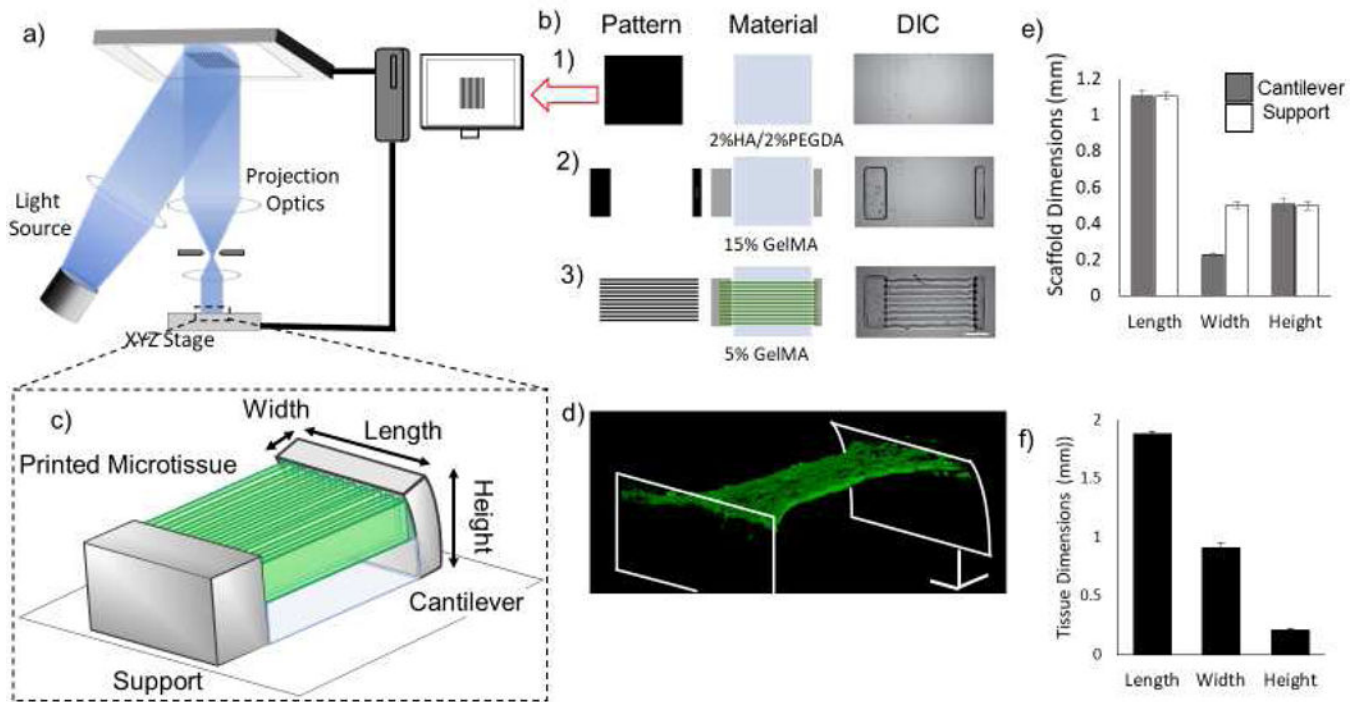 a)
Light
Source
Projection
Optics
XYZ Stage
b)
Pattern
Material
DIC
1)
2%HA/2%PEGDA
2)
15% GelMA
3)
5% GelMA
c)
Width
Length
Printed Microtissue
Height
Cantilever
Support
d)
e)
Scaffold Dimensions (mm)
1.2
1
0.8
0.6
0.4
0.2
0
Cantilever
Support
Length
Width
Height
f)
Tissue Dimensions (mm))
2
1.5
1
0.5
0
Length
Width
Height